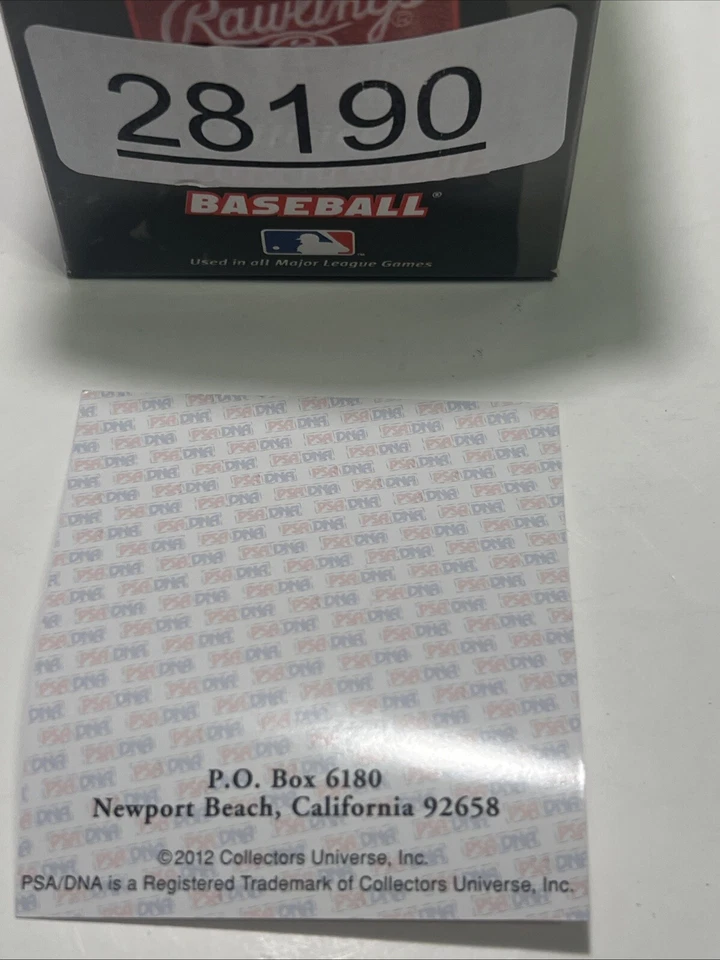 Rawlings®
28190
BASEBALL®
Used in all Major League Games
P.O. Box 6180
Newport Beach, California 92658
©2012 Collectors Universe, Inc.
PSA/DNA is a Registered Trademark of Collectors Universe, Inc.